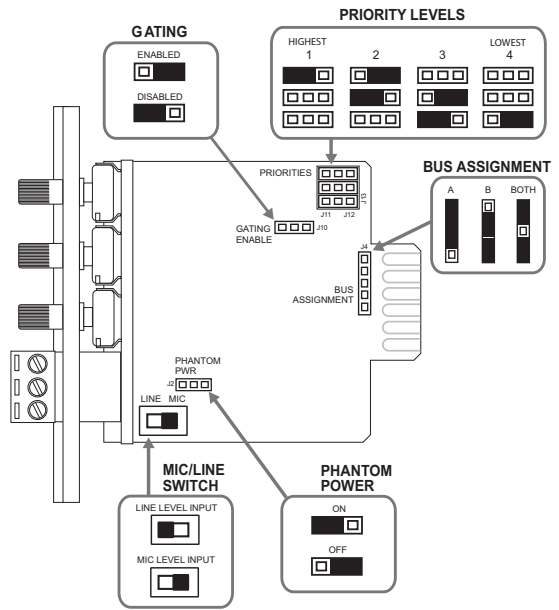 GATING
ENABLED
DISABLED
PRIORITY LEVELS
HIGHEST
1
2
3
LOWEST
4
PRIORITIES
J11
J12
J13
GATING
ENABLE
J10
BUS ASSIGNMENT
A
B
BOTH
J4
BUS
ASSIGNMENT
PHANTOM
PWR
J2
LINE MIC
MIC/LINE
SWITCH
LINE LEVEL INPUT
MIC LEVEL INPUT
PHANTOM
POWER
ON
OFF